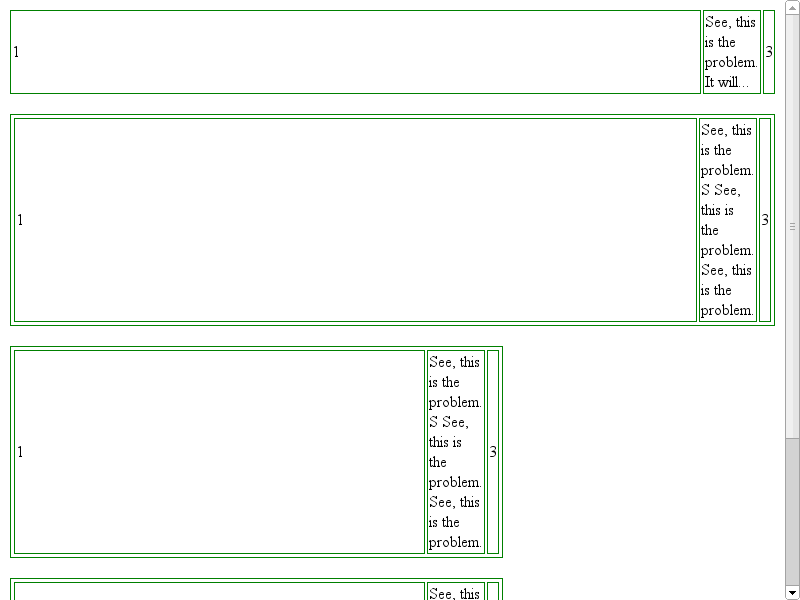 See, this
is the
1 problem. 3
It will...
See, this
is the
problem.
S See,
this is
1 the 3
problem.
See, this
is the
problem.
See, this
is the
problem.
S See,
this is
1 the 3
problem.
See, this
is the
problem.
See, this